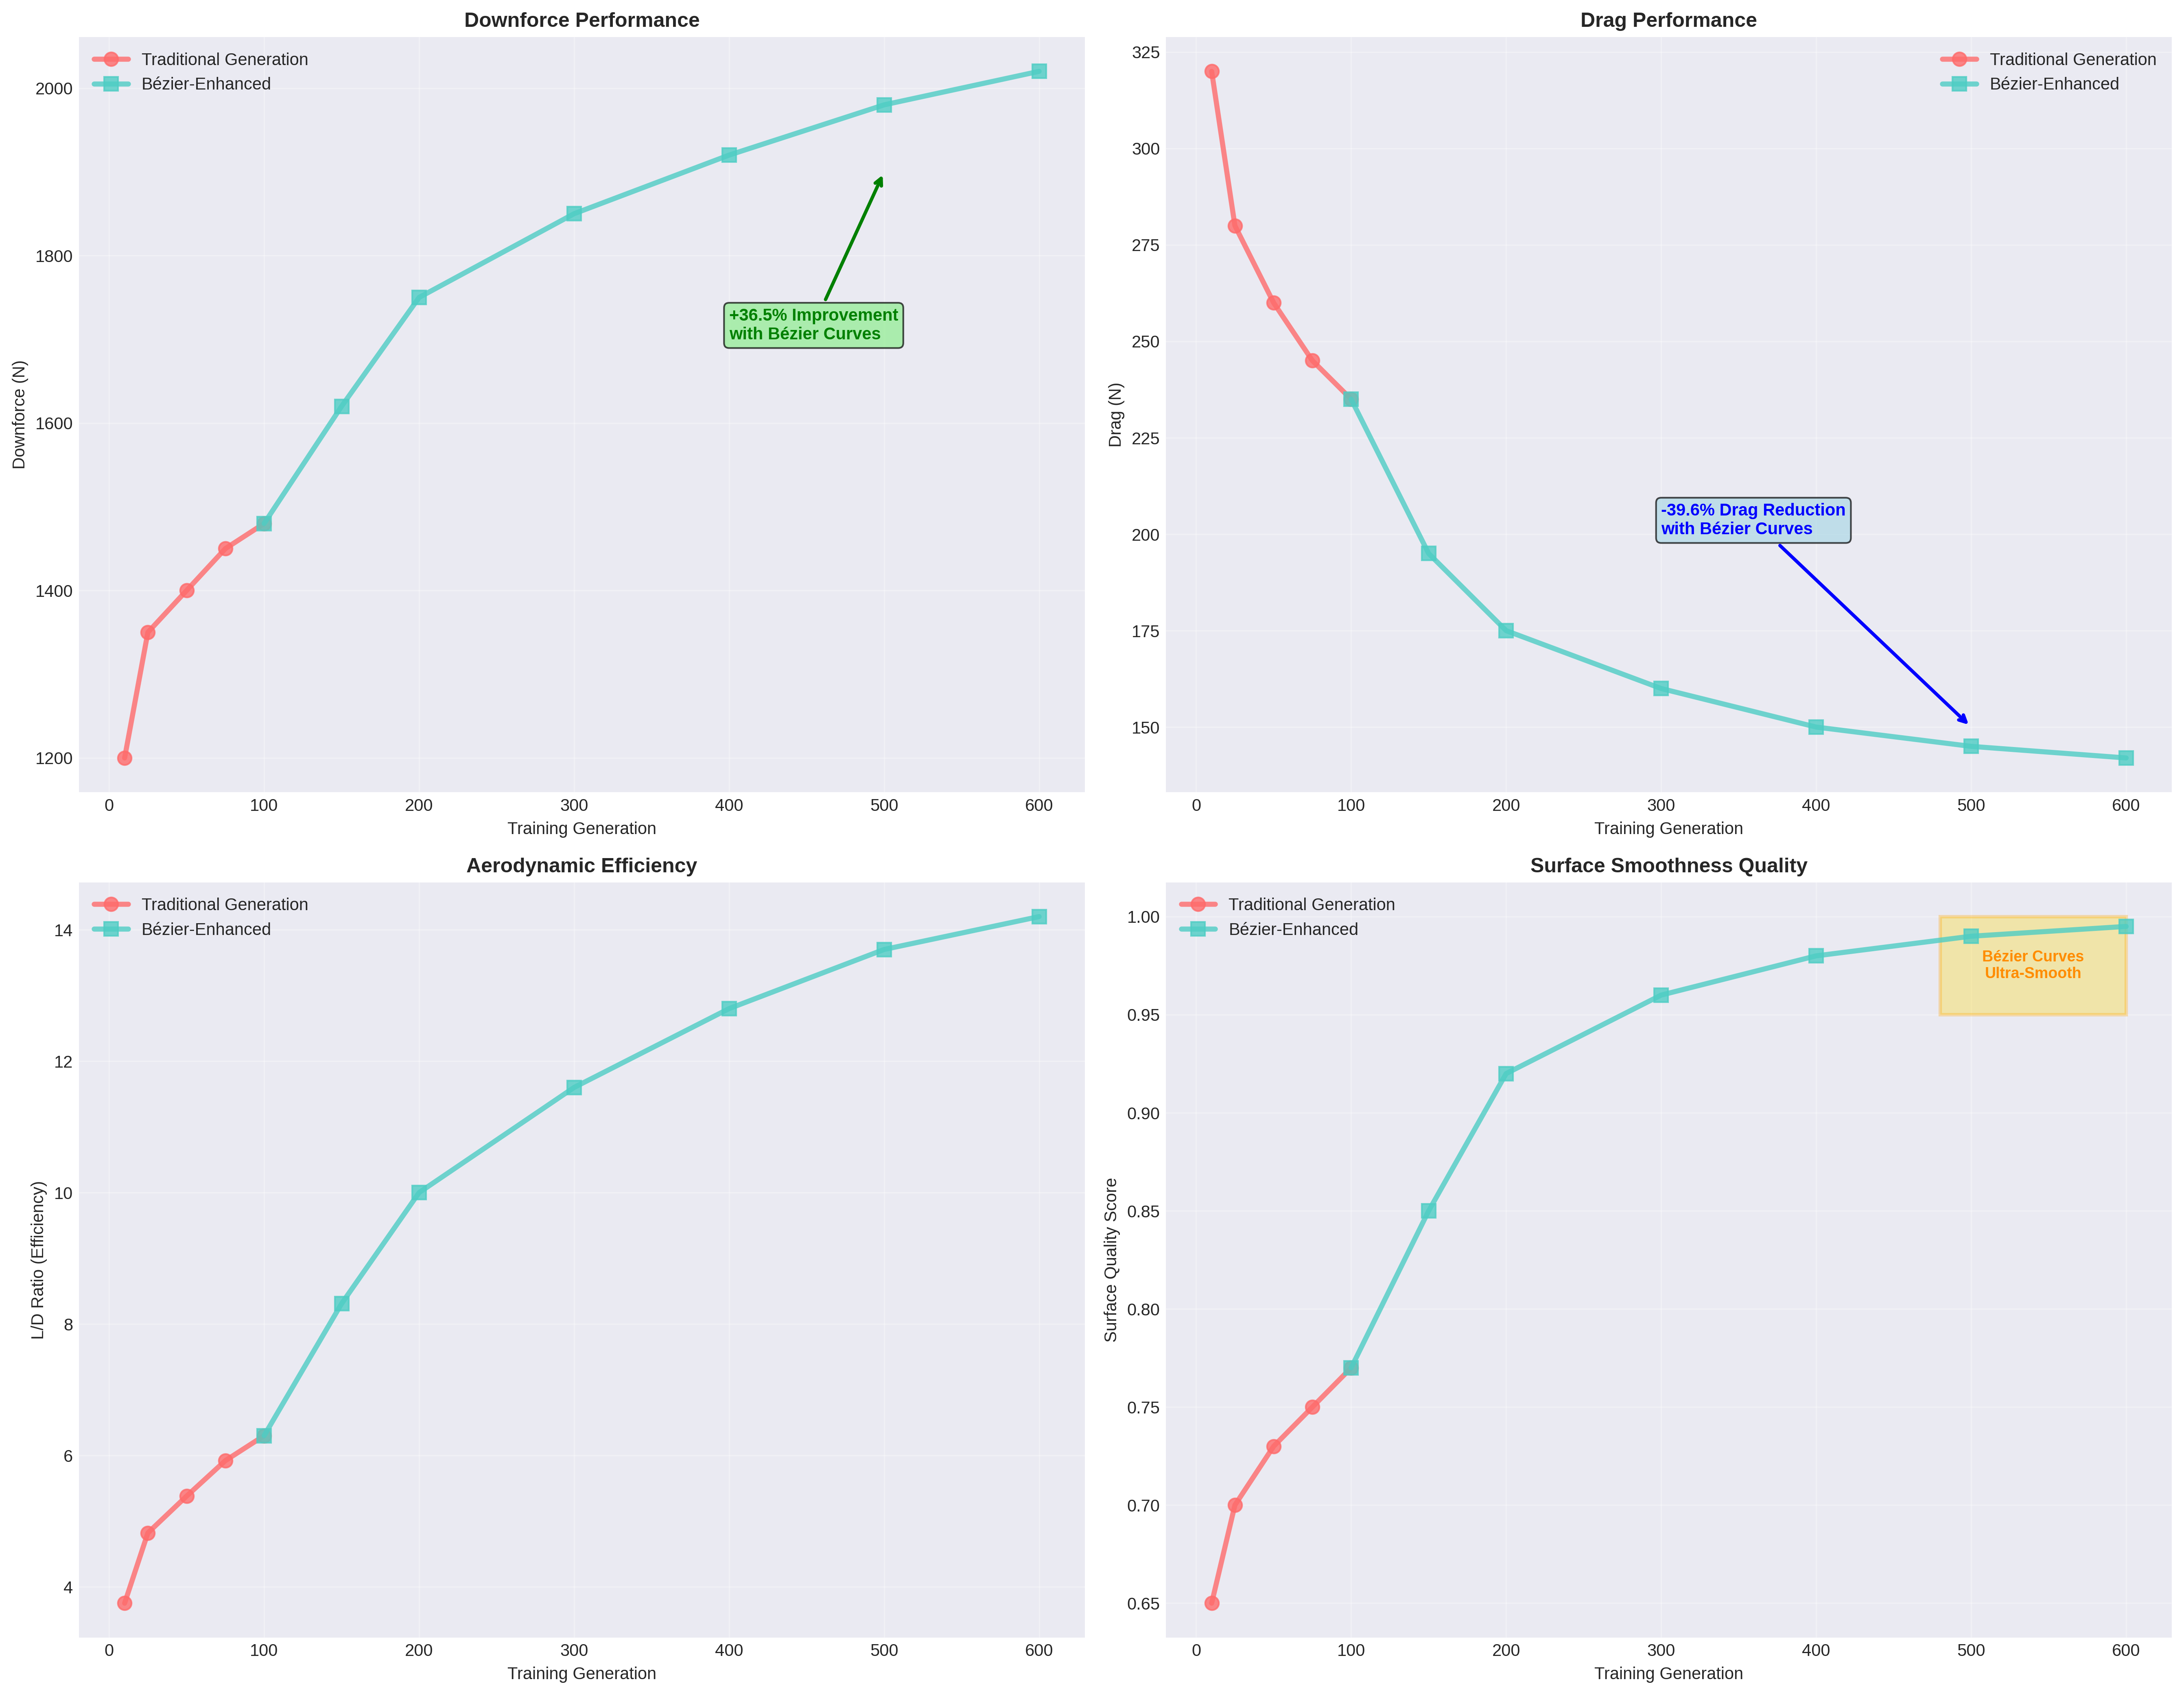 Downforce Performance
Traditional Generation
Bézier-Enhanced
Downforce (N)
2000
1800
1600
1400
1200
+36.5% Improvement
with Bézier Curves
0 100 200 300 400 500 600
Training Generation
Drag Performance
Traditional Generation
Bézier-Enhanced
Drag (N)
325
300
275
250
225
200
175
150
-39.6% Drag Reduction
with Bézier Curves
0 100 200 300 400 500 600
Training Generation
Aerodynamic Efficiency
Traditional Generation
Bézier-Enhanced
L/D Ratio (Efficiency)
14
12
10
8
6
4
0 100 200 300 400 500 600
Training Generation
Surface Smoothness Quality
Traditional Generation
Bézier-Enhanced
Surface Quality Score
1.00
0.95
0.90
0.85
0.80
0.75
0.70
0.65
Bézier Curves
Ultra-Smooth
0 100 200 300 400 500 600
Training Generation